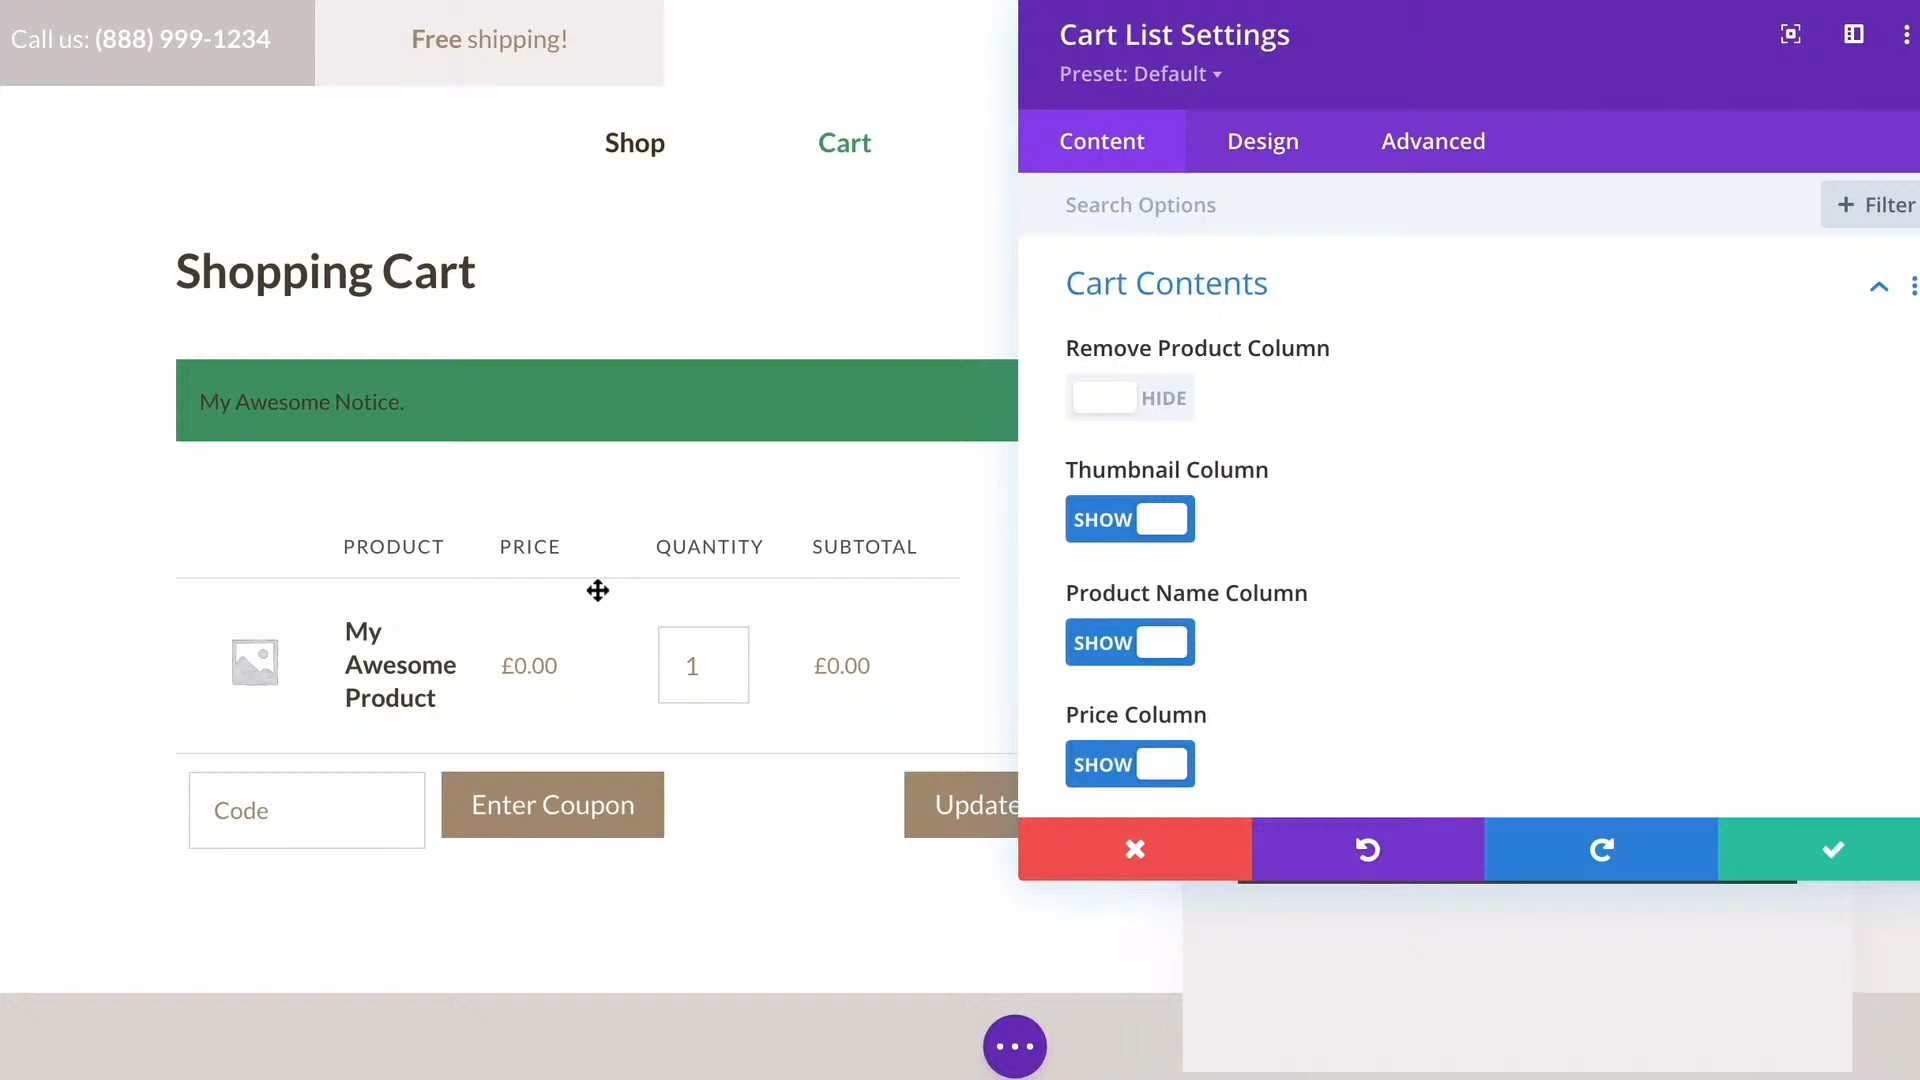 Call us: (888) 999-1234
Free shipping!
Shop
Cart
Shopping Cart
My Awesome Notice.
PRODUCT PRICE QUANTITY SUBTOTAL
My
Awesome
Product
£0.00
1
£0.00
Code
Enter Coupon
Update
Cart List Settings
Preset: Default
Content
Design
Advanced
Search Options
+ Filter
Cart Contents
Remove Product Column
HIDE
Thumbnail Column
SHOW
Product Name Column
SHOW
Price Column
SHOW